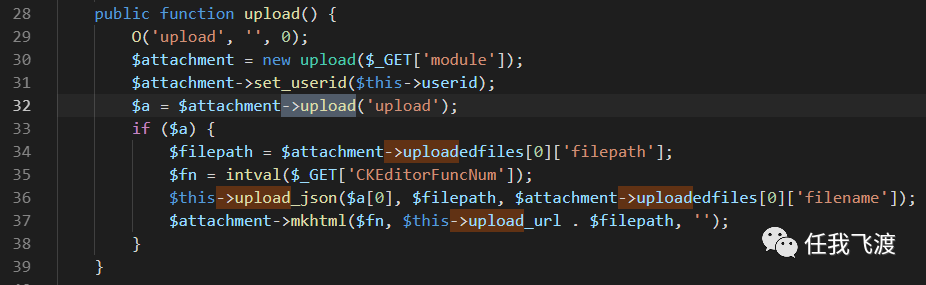 28 public function upload() {
29 O('upload', '', 0);
30 $attachment = new upload($_GET['module']);
31 $attachment->set_userid($this->userid);
32 $a = $attachment->upload('upload');
33 if ($a) {
34 $filepath = $attachment->uploadedfiles[0]['filepath'];
35 $fn = intval($_GET['CKEditorFuncNum']);
36 $this->upload_json($a[0], $filepath, $attachment->uploadedfiles[0]['filename']);
37 $attachment->mkhtml($fn, $this->upload_url . $filepath, '');
38 }
39 }
任我飞渡